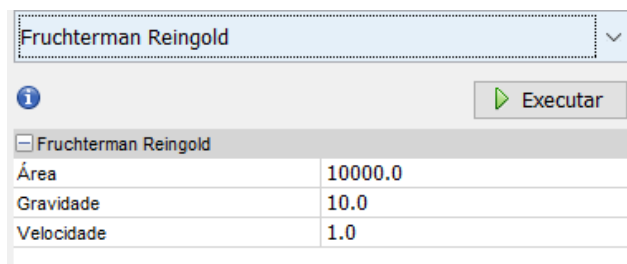 Fruchterman Reingold
Executar
Fruchterman Reingold
Área 10000.0
Gravidade 10.0
Velocidade 1.0